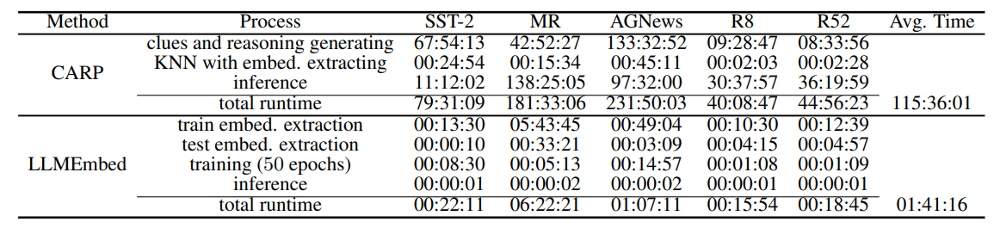 Method Process SST-2 MR AGNews R8 R52 Avg. Time
clues and reasoning generating 67:54:13 42:52:27 133:32:52 09:28:47 08:33:56
KNN with embed. extracting 00:24:54 00:15:34 00:45:11 00:02:03 00:02:28
CARP
inference 11:12:02 138:25:05 97:32:00 30:37:57 36:19:59
total runtime 79:31:09 181:33:06 231:50:03 40:08:47 44:56:23 115:36:01
train embed. extraction 00:13:30 05:43:45 00:49:04 00:10:30 00:12:39
test embed. extraction 00:00:10 00:33:21 00:03:09 00:04:15 00:04:57
LLMEmbed training (50 epochs) 00:08:30 00:05:13 00:14:57 00:01:08 00:01:09
inference 00:00:01 00:00:02 00:00:02 00:00:01 00:00:01
total runtime 00:22:11 06:22:21 01:07:11 00:15:54 00:18:45 01:41:16